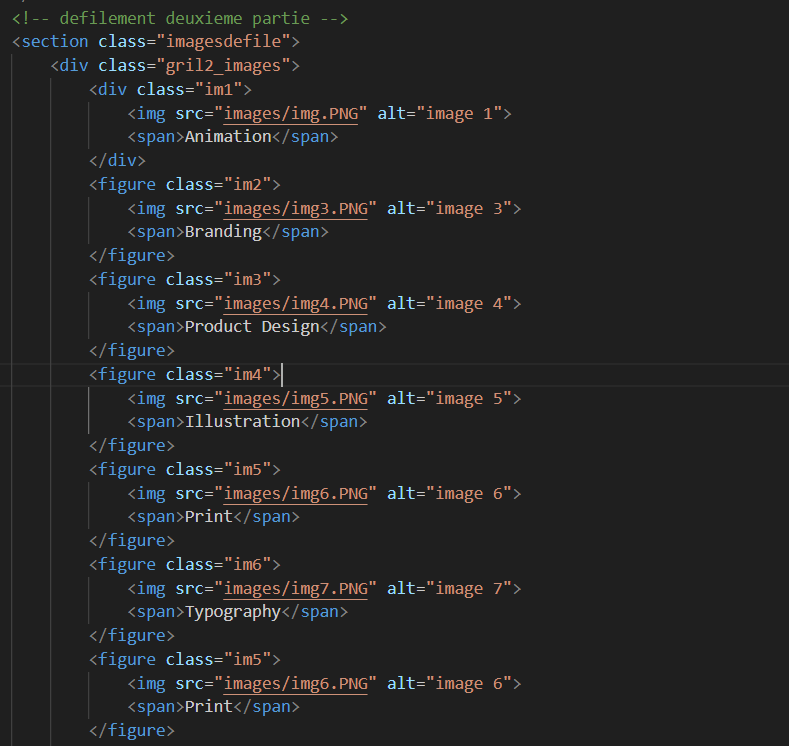 <!-- defilement deuxieme partie -->
<section class="imagesdefile">
<div class="gril2_images">
<div class="im1">
<img src="images/img.PNG" alt="image 1">
<span>Animation</span>
</div>
<figure class="im2">
<img src="images/img3.PNG" alt="image 3">
<span>Branding</span>
</figure>
<figure class="im3">
<img src="images/img4.PNG" alt="image 4">
<span>Product Design</span>
</figure>
<figure class="im4">
<img src="images/img5.PNG" alt="image 5">
<span>Illustration</span>
</figure>
<figure class="im5">
<img src="images/img6.PNG" alt="image 6">
<span>Print</span>
</figure>
<figure class="im6">
<img src="images/img7.PNG" alt="image 7">
<span>Typography</span>
</figure>
<figure class="im5">
<img src="images/img6.PNG" alt="image 6">
<span>Print</span>
</figure>